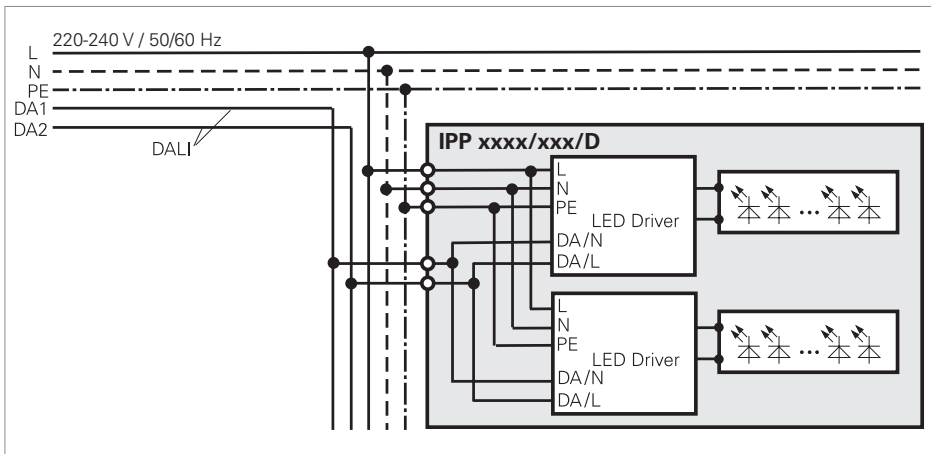 220-240 V / 50/60 Hz
L
N
PE
DA1
DA2
DALI
IPP xxxx/xxx/D
L
N
PE
LED Driver
DA/N
DA/L
...
L
N
PE
LED Driver
DA/N
DA/L
...